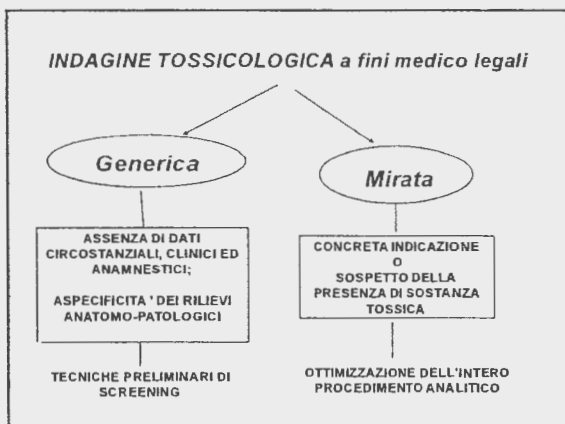 INDAGINE TOSSICOLOGICA a fini medico legali
Generica
Mirata
ASSENZA DI DATI
CIRCOSTANZIALI, CLINICI ED
ANAMNESTICI;
ASPECIFICITA' DEI RILIEVI
ANATOMO-PATOLOGICI
CONCRETA INDICAZIONE
O
SOSPETTO DELLA
PRESENZA DI SOSTANZA
TOSSICA
TECNICHE PRELIMINARI DI
SCREENING
OTTIMIZZAZIONE DELL'INTERO
PROCEDIMENTO ANALITICO